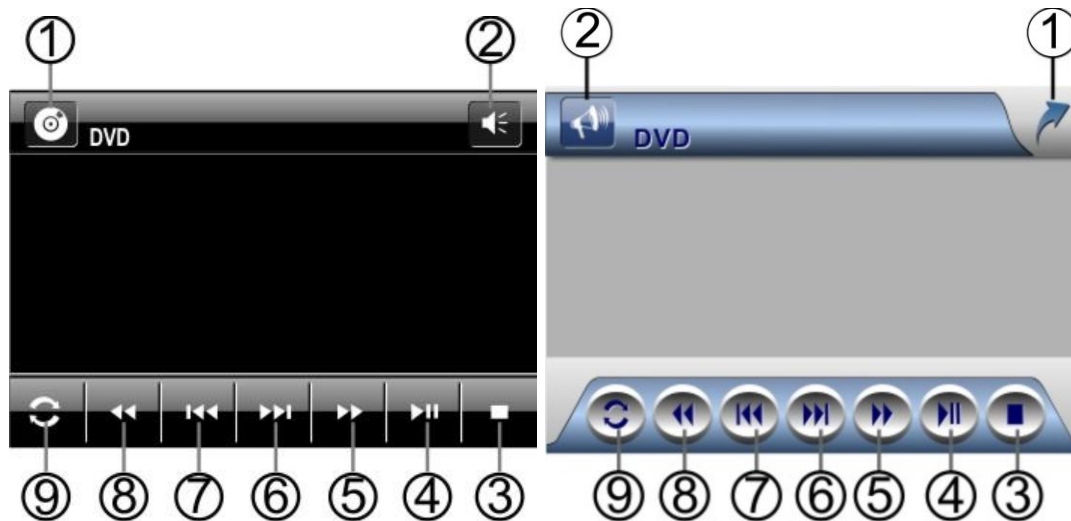 ① ② ② ①
DVD DVD
⑨ ⑧ ⑦ ⑥ ⑤ ④ ③ ⑨ ⑧ ⑦ ⑥ ⑤ ④ ③